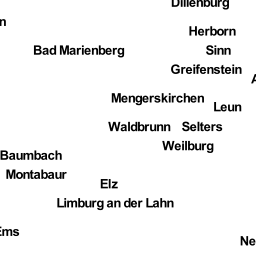 Dillenburg
n
Herborn
Bad Marienberg Sinn
Greifenstein
A
Mengerskirchen
Leun
Waldbrunn Selters
Weilburg
Baumbach
Montabaur
Elz
Limburg an der Lahn
Ems
Ne